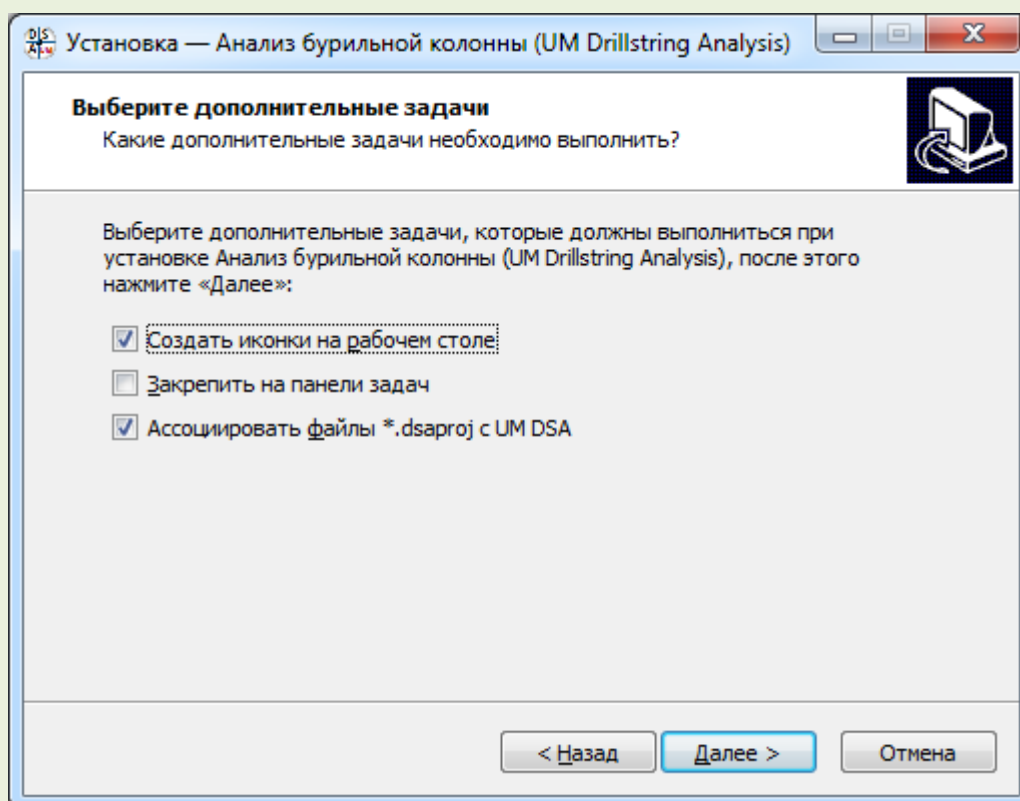 Установка — Анализ бурильной колонны (UM Drillstring Analysis)
Выберите дополнительные задачи
Какие дополнительные задачи необходимо выполнить?
Выберите дополнительные задачи, которые должны выполниться при
установке Анализ бурильной колонны (UM Drillstring Analysis), после этого
нажмите «Далее»:
Создать иконки на рабочем столе
Закрепить на панели задач
Ассоциировать файлы *.dsaproj с UM DSA
< Назад
Далее >
Отмена